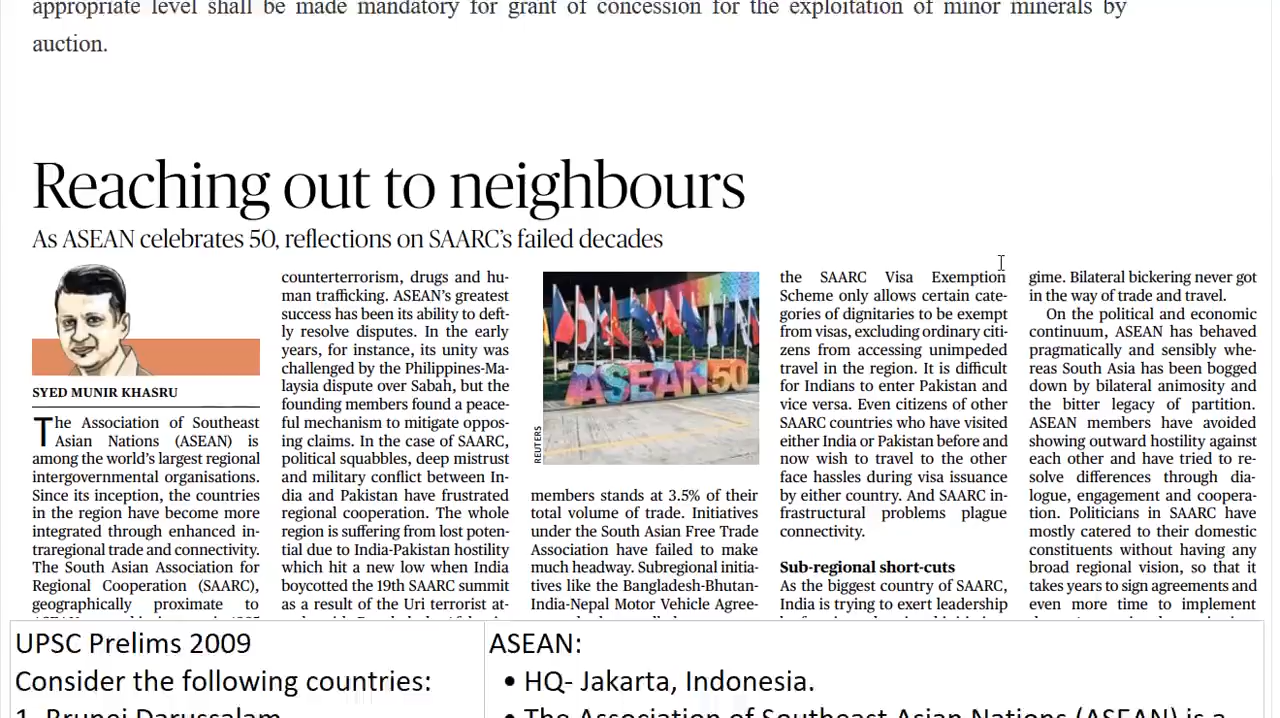 appropriate level shall be made mandatory for grant of concession for the exploitation of minor minerals by
auction.
Reaching out to neighbours
As ASEAN celebrates 50, reflections on SAARC's failed decades
SYED MUNIR KHASRU
The Association of Southeast
Asian Nations (ASEAN) is
among the world's largest regional
intergovernmental organisations.
Since its inception, the countries
in the region have become more
integrated through enhanced in-
traregional trade and connectivity.
The South Asian Association for
Regional Cooperation (SAARC),
geographically proximate to
counterterrorism, drugs and hu-
man trafficking. ASEAN's greatest
success has been its ability to deft-
ly resolve disputes. In the early
years, for instance, its unity was
challenged by the Philippines-Ma-
laysia dispute over Sabah, but the
founding members found a peace-
ful mechanism to mitigate oppos-
ing claims. In the case of SAARC,
political squabbles, deep mistrust
and military conflict between In-
dia and Pakistan have frustrated
regional cooperation. The whole
region is suffering from lost poten-
tial due to India-Pakistan hostility
which hit a new low when India
boycotted the 19th SAARC summit
as a result of the Uri terrorist at-
ASEAN50
REUTERS
members stands at 3.5% of their
total volume of trade. Initiatives
under the South Asian Free Trade
Association have failed to make
much headway. Subregional initia-
tives like the Bangladesh-Bhutan-
India-Nepal Motor Vehicle Agree-
the SAARC Visa Exemption
Scheme only allows certain cate-
gories of dignitaries to be exempt
from visas, excluding ordinary citi-
zens from accessing unimpeded
travel in the region. It is difficult
for Indians to enter Pakistan and
vice versa. Even citizens of other
SAARC countries who have visited
either India or Pakistan before and
now wish to travel to the other
face hassles during visa issuance
by either country. And SAARC in-
frastructural problems plague
connectivity.
Sub-regional short-cuts
As the biggest country of SAARC,
India is trying to exert leadership
gime. Bilateral bickering never got
in the way of trade and travel.
On the political and economic
continuum, ASEAN has behaved
pragmatically and sensibly whe-
reas South Asia has been bogged
down by bilateral animosity and
the bitter legacy of partition.
ASEAN members have avoided
showing outward hostility against
each other and have tried to re-
solve differences through dia-
logue, engagement and coopera-
tion. Politicians in SAARC have
mostly catered to their domestic
constituents without having any
broad regional vision, so that it
takes years to sign agreements and
even more time to implement
UPSC Prelims 2009
Consider the following countries:
1. Brunei Darussalam
ASEAN:
• HQ- Jakarta, Indonesia.
• The Association of Southeast Asian Nations (ASEAN) is a